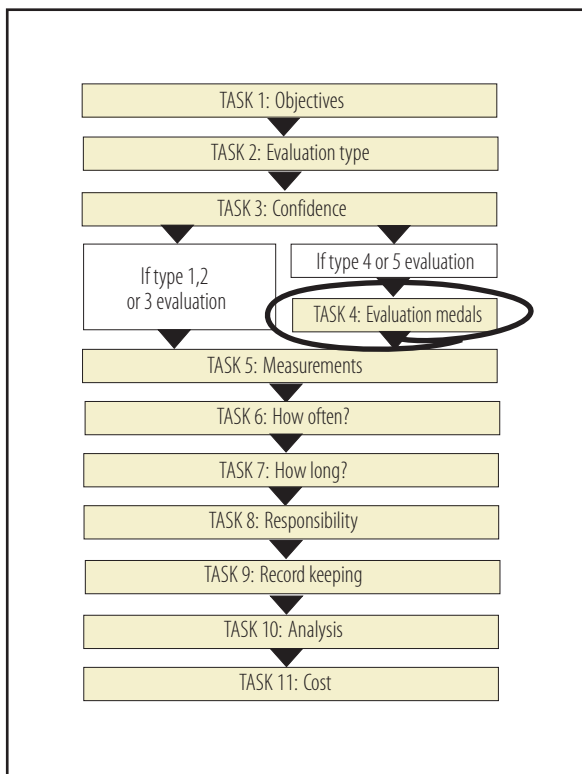 TASK 1: Objectives
TASK 2: Evaluation type
TASK 3: Confidence
If type 1,2
or 3 evaluation
If type 4 or 5 evaluation
TASK 4: Evaluation medals
TASK 5: Measurements
TASK 6: How often?
TASK 7: How long?
TASK 8: Responsibility
TASK 9: Record keeping
TASK 10: Analysis
TASK 11: Cost